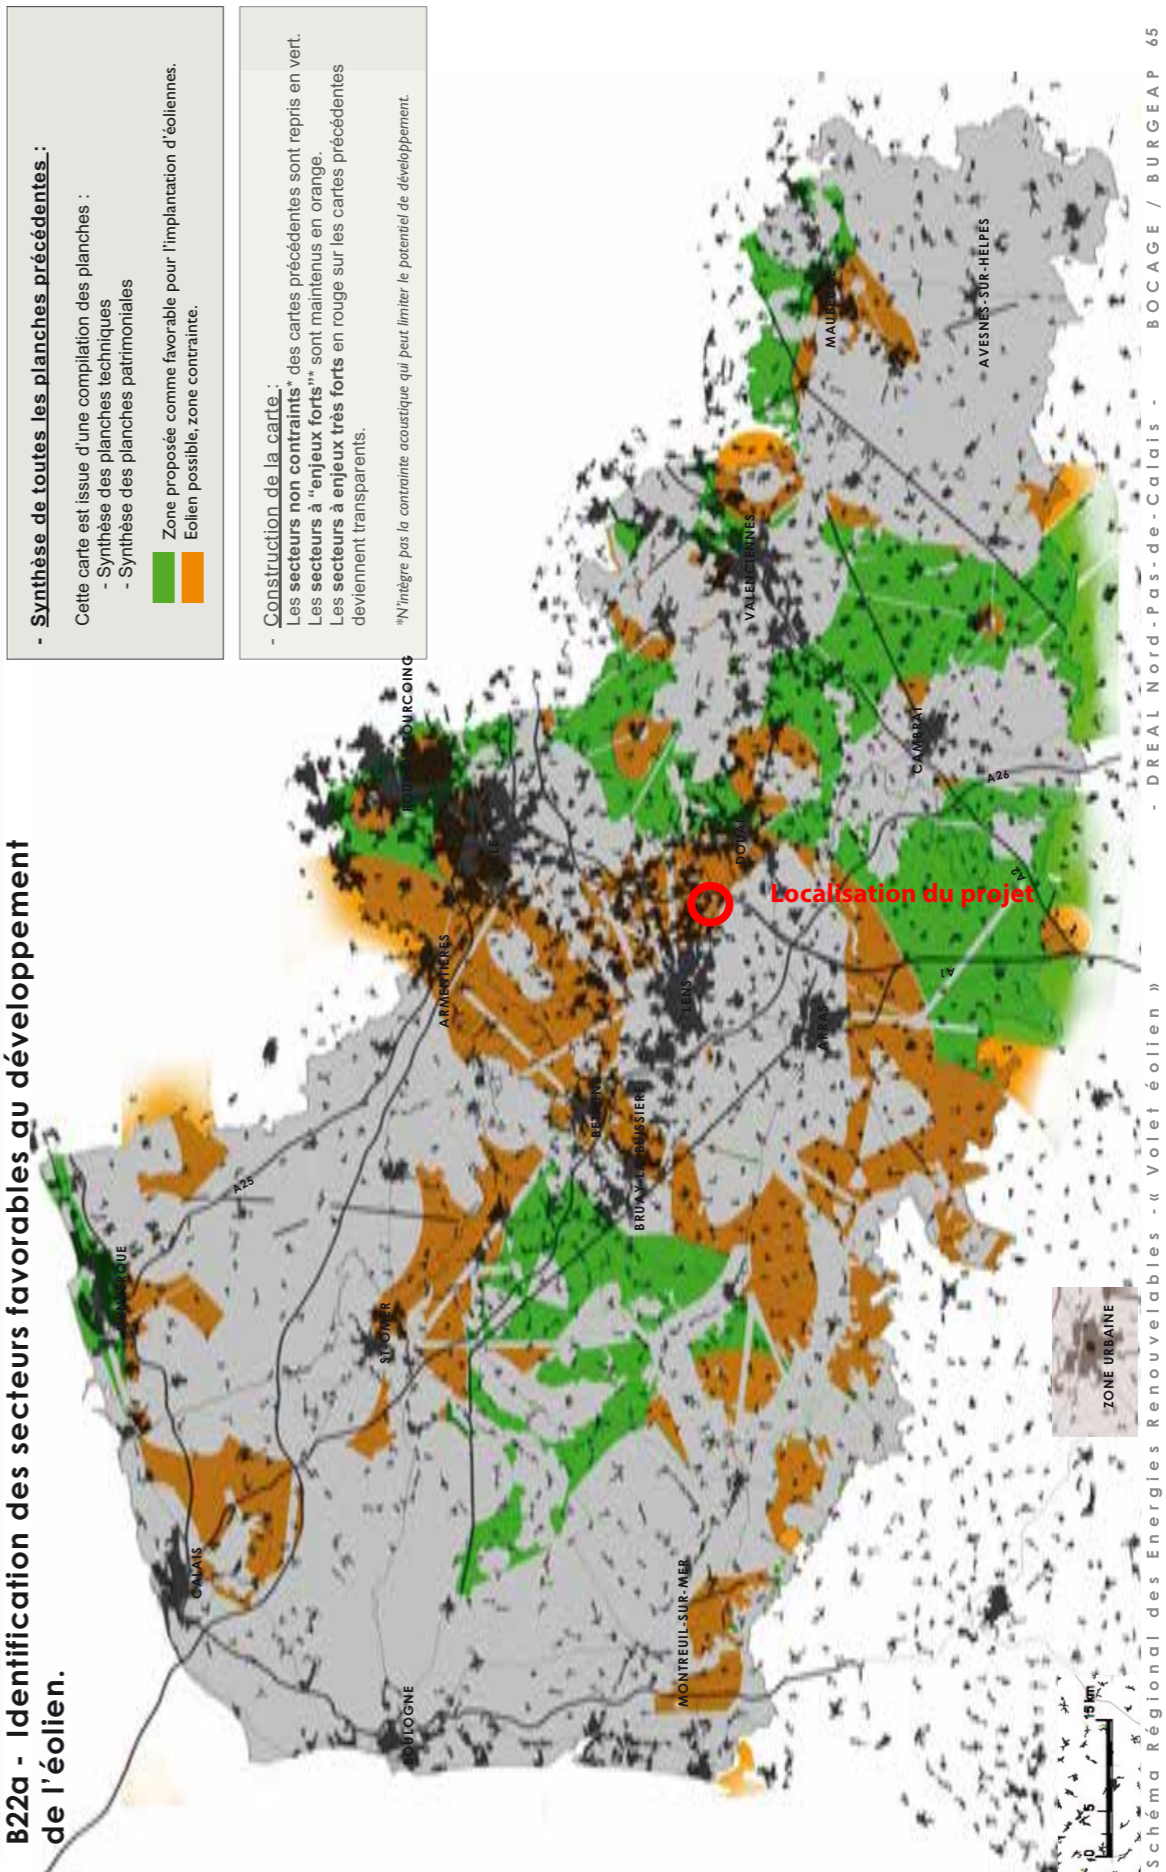 B22a - Identification des secteurs favorables au développement
de l'éolien.
- Synthèse de toutes les planches précédentes :
Cette carte est issue d'une compilation des planches :
- Synthèse des planches techniques
- Synthèse des planches patrimoniales
Zone proposée comme favorable pour l'implantation d'éoliennes.
Eolien possible, zone contrainte.
- Construction de la carte :
Les secteurs non contraints* des cartes précédentes sont repris en vert.
Les secteurs à "enjeux forts"* sont maintenus en orange.
Les secteurs à enjeux très forts en rouge sur les cartes précédentes
deviennent transparents.
*N'intègre pas la contrainte acoustique qui peut limiter le potentiel de développement.
CALAIS
BOULOGNE
ST-OMER
A25
MONTREUIL-SUR-MER
BRUAY-LA-BUISSIERE
ARMENTIERES
LENS
ARRAS
DOUAI
Localisation du projet
A1
A2
A26
CAMBRAI
VALENCIENNES
AVESNES-SUR-HELPES
ZONE URBAINE
0 5 15 km
Schéma Régional des Energies Renouvelables - « Volet éolien » - DREAL Nord-Pas-de-Calais - BOCAGE / BURGEAP 65